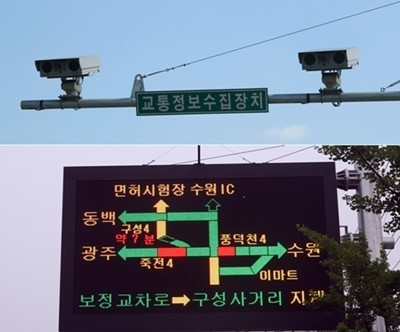 교통정보수집장치
면허시험장 수원IC
동백
구성4
풍덕천4
약 7 분
광주
수원
죽전4
이마트
보정교차로 ➡ 구성사거리 지체